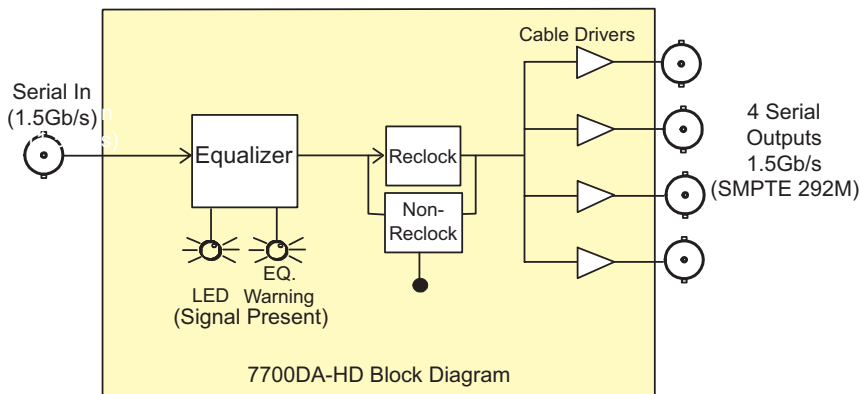 Cable Drivers
Serial In
(1.5Gb/s)
n
s)
Equalizer
Reclock
Non-
Reclock
4 Serial
Outputs
1.5Gb/s
(SMPTE 292M)
EQ.
LED Warning
(Signal Present)
7700DA-HD Block Diagram